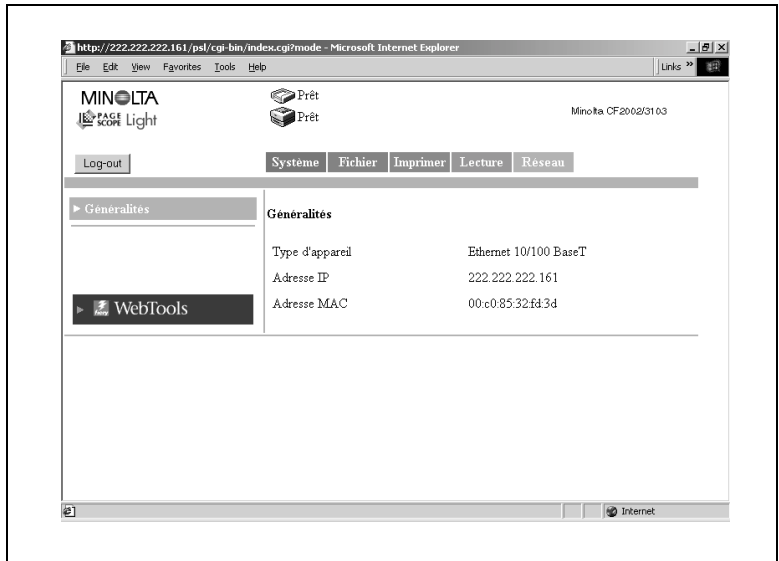 http://222.222.222.161/psl/cgi-bin/index.cgi?mode - Microsoft Internet Explorer
File Edit View Favorites Tools Help
Links »
MINOLTA
PAGE SCOPE Light
Prêt
Prêt
Minolta CF2002/3103
Log-out
Système Fichier Imprimer Lecture Réseau
Généralités
Généralités
Type d'appareil Ethernet 10/100 BaseT
Adresse IP 222.222.222.161
Adresse MAC 00:c0:85:32:fd:3d
WebTools
Internet